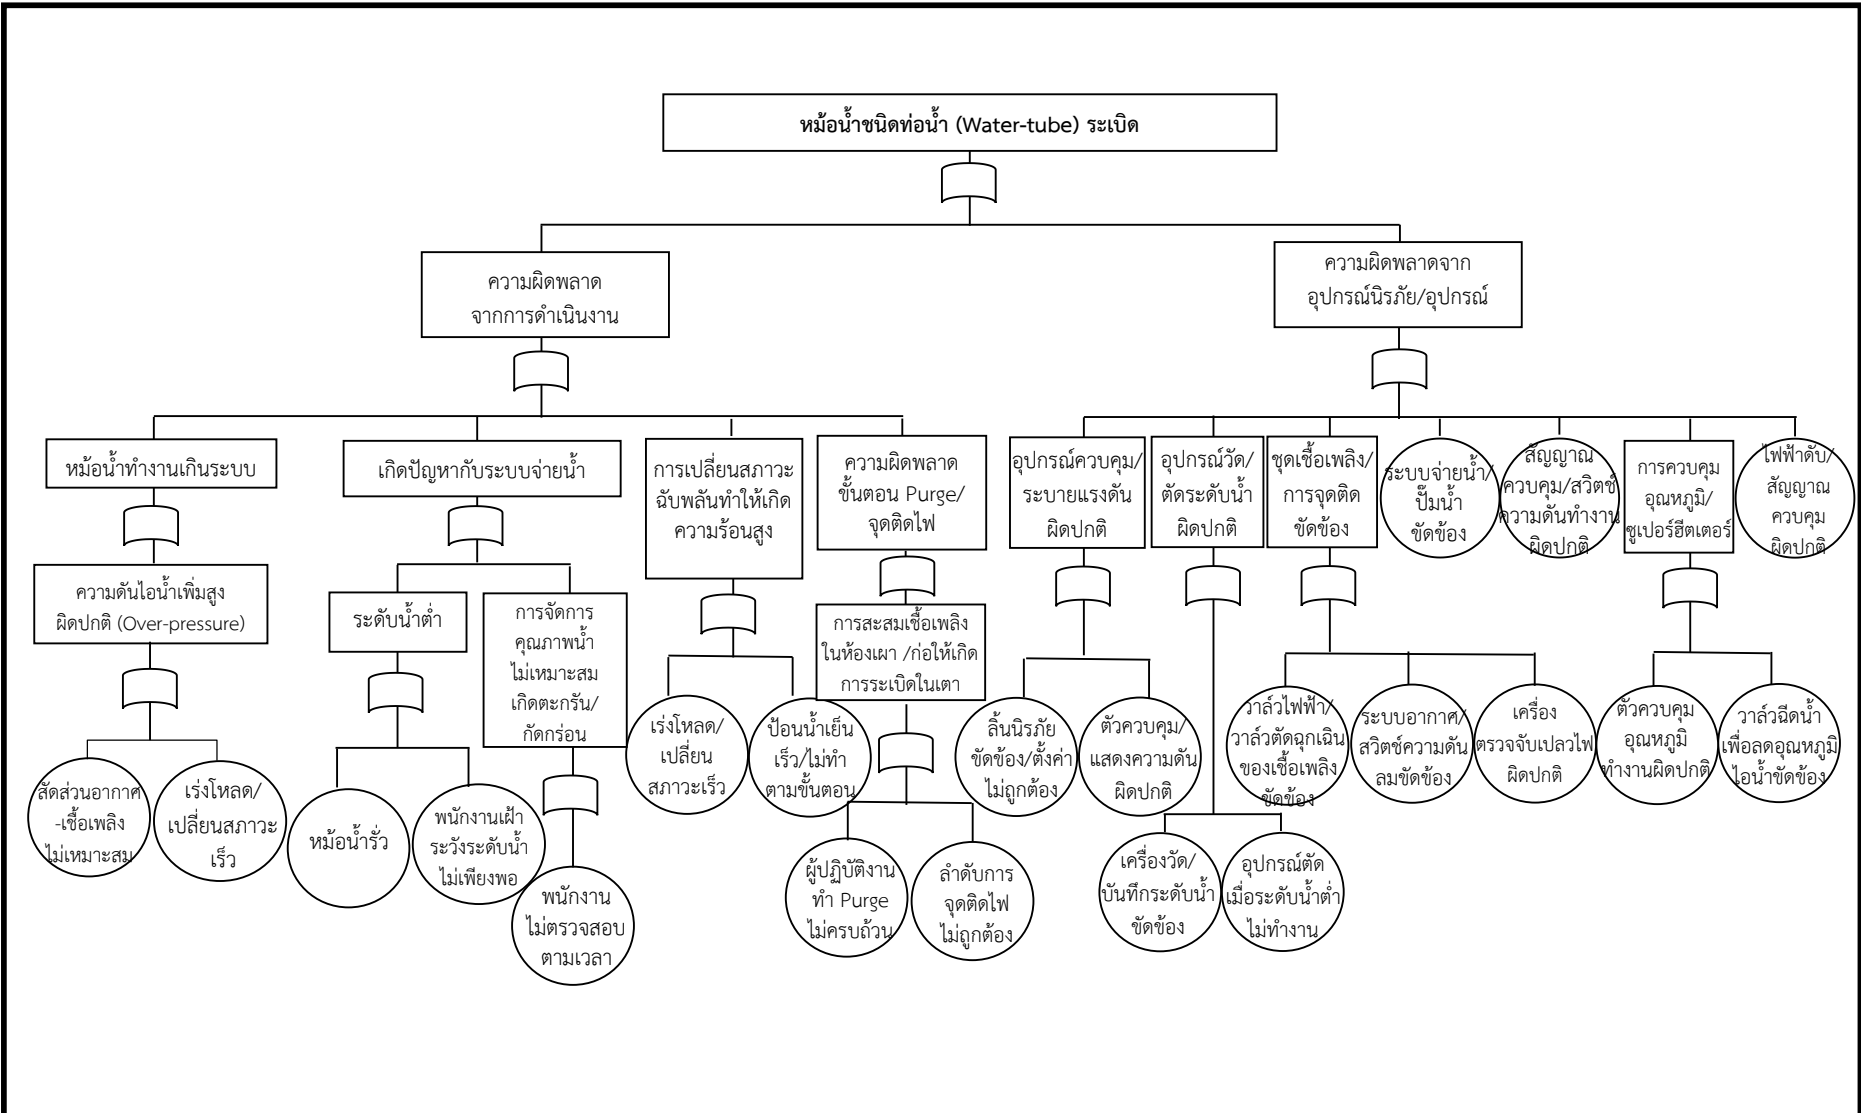 หม้อน้ำชนิดท่อน้ำ (Water-tube) ระเบิด
ความผิดพลาด
จากการดำเนินงาน
ความผิดพลาดจาก
อุปกรณ์นิรภัย/อุปกรณ์
หม้อน้ำทำงานเกินระบบ
เกิดปัญหากับระบบจ่ายน้ำ
การเปลี่ยนสภาวะ
ฉับพลันทำให้เกิด
ความร้อนสูง
ความผิดพลาด
ขั้นตอน Purge/
จุดติดไฟ
อุปกรณ์ควบคุม/
ระบายแรงดัน
ผิดปกติ
อุปกรณ์วัด/
ตัดระดับน้ำ
ผิดปกติ
ชุดเชื้อเพลิง/
การจุดติด
ขัดข้อง
ระบบจ่ายน้ำ/
ปั๊มน้ำ
ขัดข้อง
สัญญาณ
ควบคุม/สวิตช์
ความดันทำงาน
ผิดปกติ
การควบคุม
อุณหภูมิ/
ซูเปอร์ฮีตเตอร์
ไฟฟ้าดับ/
สัญญาณ
ควบคุม
ผิดปกติ
ความดันไอน้ำเพิ่มสูง
ผิดปกติ (Over-pressure)
ระดับน้ำต่ำ
การจัดการ
คุณภาพน้ำ
ไม่เหมาะสม
เกิดตะกรัน/
กัดกร่อน
การสะสมเชื้อเพลิง
ในห้องเผา /ก่อให้เกิด
การระเบิดในเตา
สัดส่วนอากาศ
-เชื้อเพลิง
ไม่เหมาะสม
เร่งโหลด/
เปลี่ยนสภาวะ
เร็ว
หม้อน้ำรั่ว
พนักงานเฝ้า
ระวังระดับน้ำ
ไม่เพียงพอ
พนักงาน
ไม่ตรวจสอบ
ตามเวลา
เร่งโหลด/
เปลี่ยน
สภาวะเร็ว
ป้อนน้ำเย็น
เร็ว/ไม่ทำ
ตามขั้นตอน
ผู้ปฏิบัติงาน
ทำ Purge
ไม่ครบถ้วน
ลำดับการ
จุดติดไฟ
ไม่ถูกต้อง
ลิ้นนิรภัย
ขัดข้อง/ตั้งค่า
ไม่ถูกต้อง
ตัวควบคุม/
แสดงความดัน
ผิดปกติ
เครื่องวัด/
บันทึกระดับน้ำ
ขัดข้อง
อุปกรณ์ตัด
เมื่อระดับน้ำต่ำ
ไม่ทำงาน
วาล์วไฟฟ้า/
วาล์วตัดฉุกเฉิน
ของเชื้อเพลิง
ขัดข้อง
ระบบอากาศ/
สวิตช์ความดัน
ลมขัดข้อง
เครื่อง
ตรวจจับเปลวไฟ
ผิดปกติ
ตัวควบคุม
อุณหภูมิ
ทำงานผิดปกติ
วาล์วฉีดน้ำ
เพื่อลดอุณหภูมิ
ไอน้ำขัดข้อง